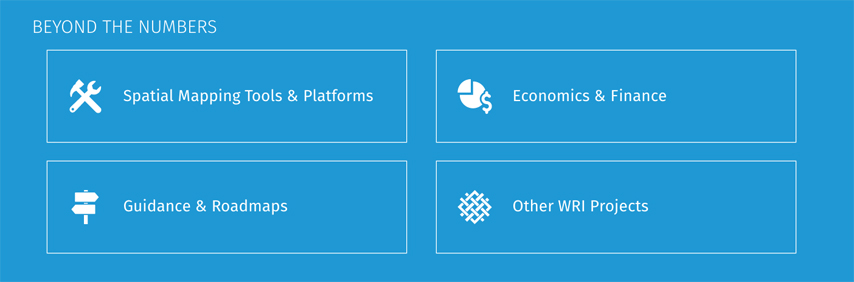 BEYOND THE NUMBERS
Spatial Mapping Tools & Platforms
Economics & Finance
Guidance & Roadmaps
Other WRI Projects